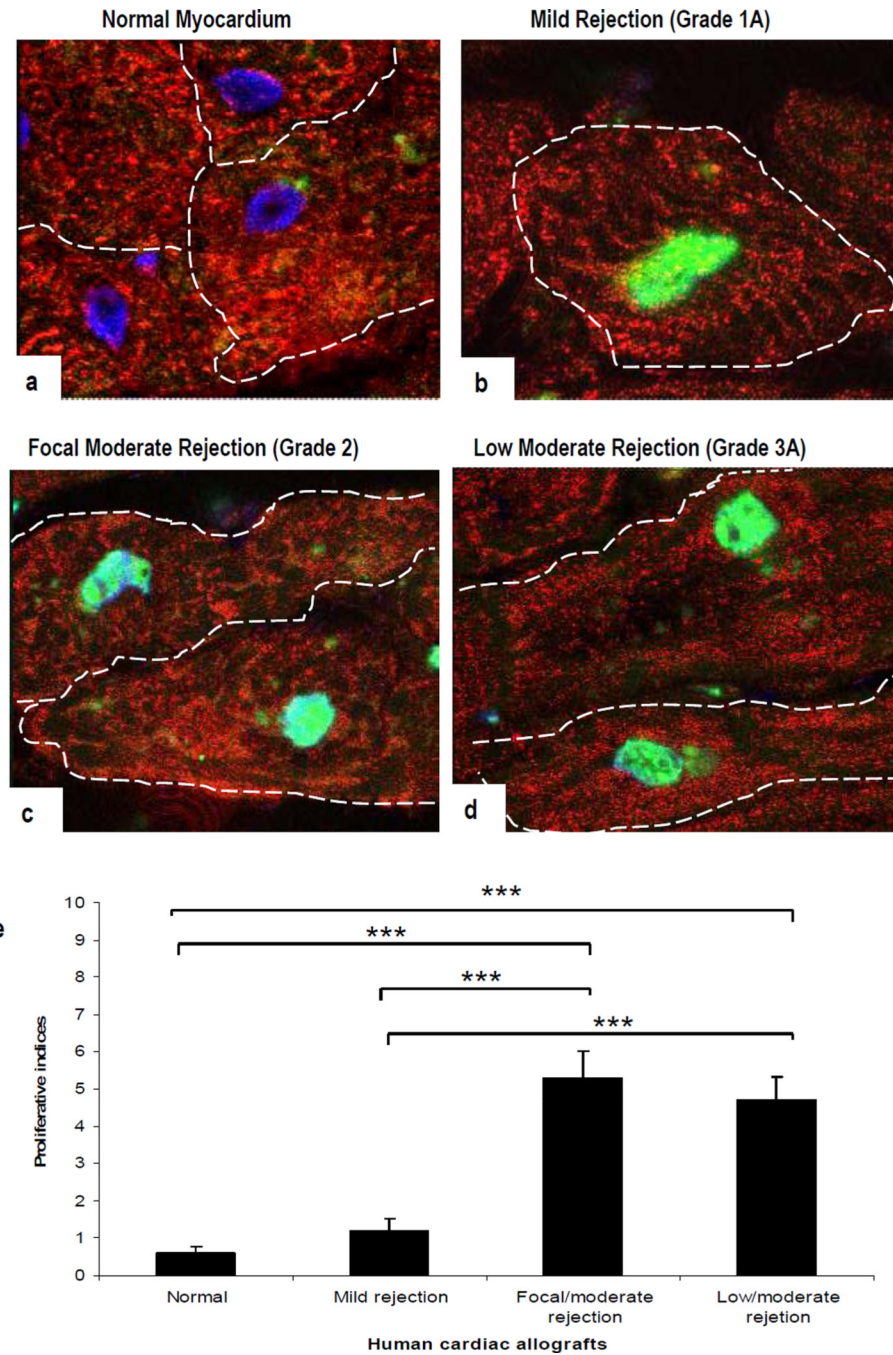 Normal Myocardium
Mild Rejection (Grade 1A)
a
b
Focal Moderate Rejection (Grade 2)
Low Moderate Rejection (Grade 3A)
c
d
e
Proliferative indices
10
9
8
7
6
5
4
3
2
1
0
***
***
***
***
Normal
Mild rejection
Focal/moderate
rejection
Low/moderate
rejetion
Human cardiac allografts